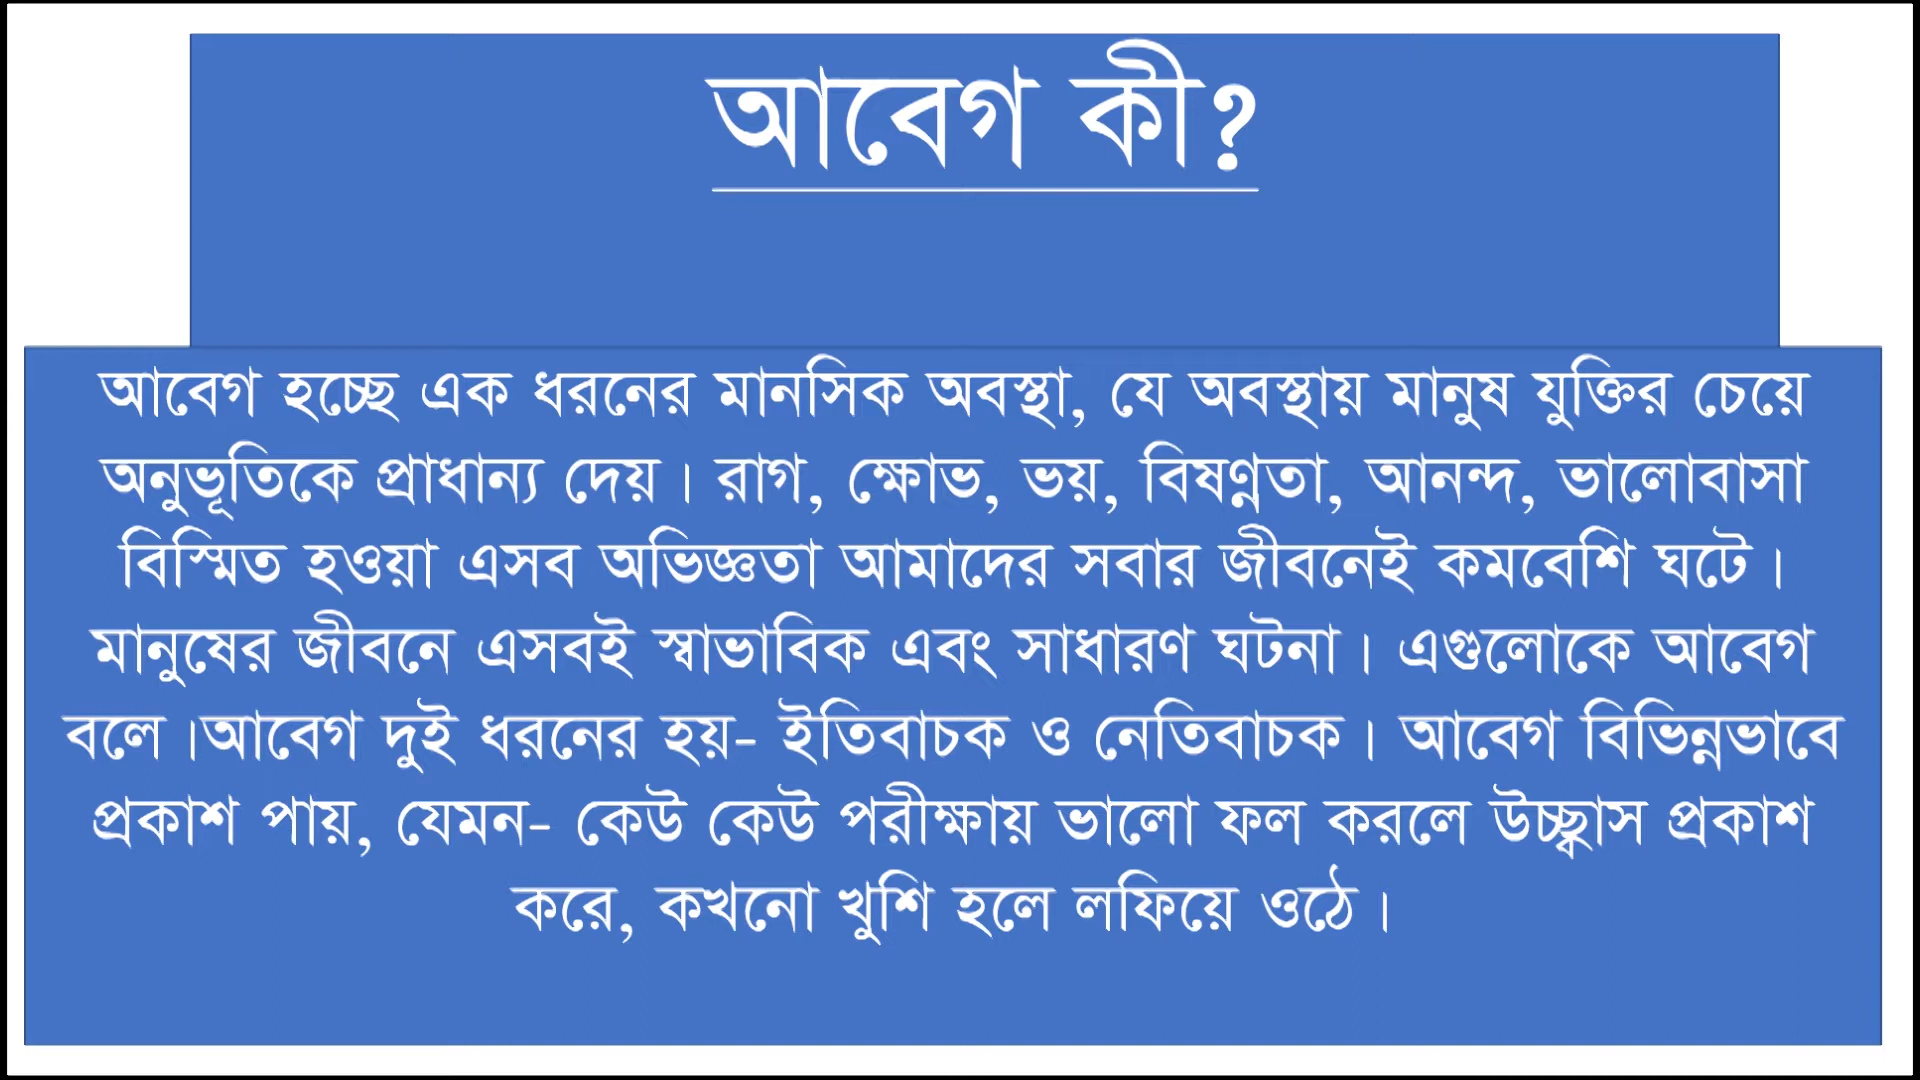 আবেগ কী?
আবেগ হচ্ছে এক ধরনের মানসিক অবস্থা, যে অবস্থায় মানুষ যুক্তির চেয়ে
অনুভূতিকে প্রাধান্য দেয়। রাগ, ক্ষোভ, ভয়, বিষণ্নতা, আনন্দ, ভালোবাসা
বিস্মিত হওয়া এসব অভিজ্ঞতা আমাদের সবার জীবনেই কমবেশি ঘটে।
মানুষের জীবনে এসবই স্বাভাবিক এবং সাধারণ ঘটনা। এগুলোকে আবেগ
বলে।আবেগ দুই ধরনের হয়- ইতিবাচক ও নেতিবাচক। আবেগ বিভিন্নভাবে
প্রকাশ পায়, যেমন- কেউ কেউ পরীক্ষায় ভালো ফল করলে উচ্ছ্বাস প্রকাশ
করে, কখনো খুশি হলে লফিয়ে ওঠে।